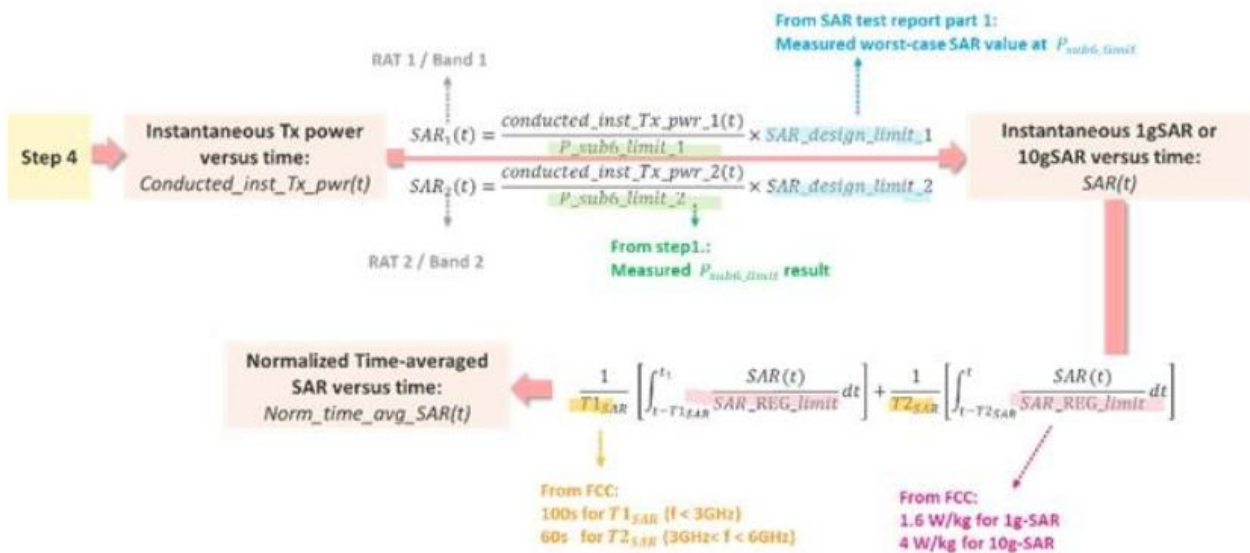 From SAR test report part 1:
Measured worst-case SAR value at P_sub6_limit
RAT 1 / Band 1
Step 4
Instantaneous Tx power
versus time:
Conducted_inst_Tx_pwr(t)
SAR₁(t) = conducted_inst_Tx_pwr_1(t) / P_sub6_limit_1 × SAR_design_limit_1
SAR₂(t) = conducted_inst_Tx_pwr_2(t) / P_sub6_limit_2 × SAR_design_limit_2
Instantaneous 1gSAR or
10gSAR versus time:
SAR(t)
RAT 2 / Band 2
From step1.:
Measured P_sub6_limit result
Normalized Time-averaged
SAR versus time:
Norm_time_avg_SAR(t)
1/T1_SAR [∫_{t-T1_SAR}^{t₁} SAR(t)/SAR_REG_limit dt] + 1/T2_SAR [∫_{t-T2_SAR}^{t} SAR(t)/SAR_REG_limit dt]
From FCC:
100s for T1_SAR (f < 3GHz)
60s for T2_SAR (3GHz< f < 6GHz)
From FCC:
1.6 W/kg for 1g-SAR
4 W/kg for 10g-SAR